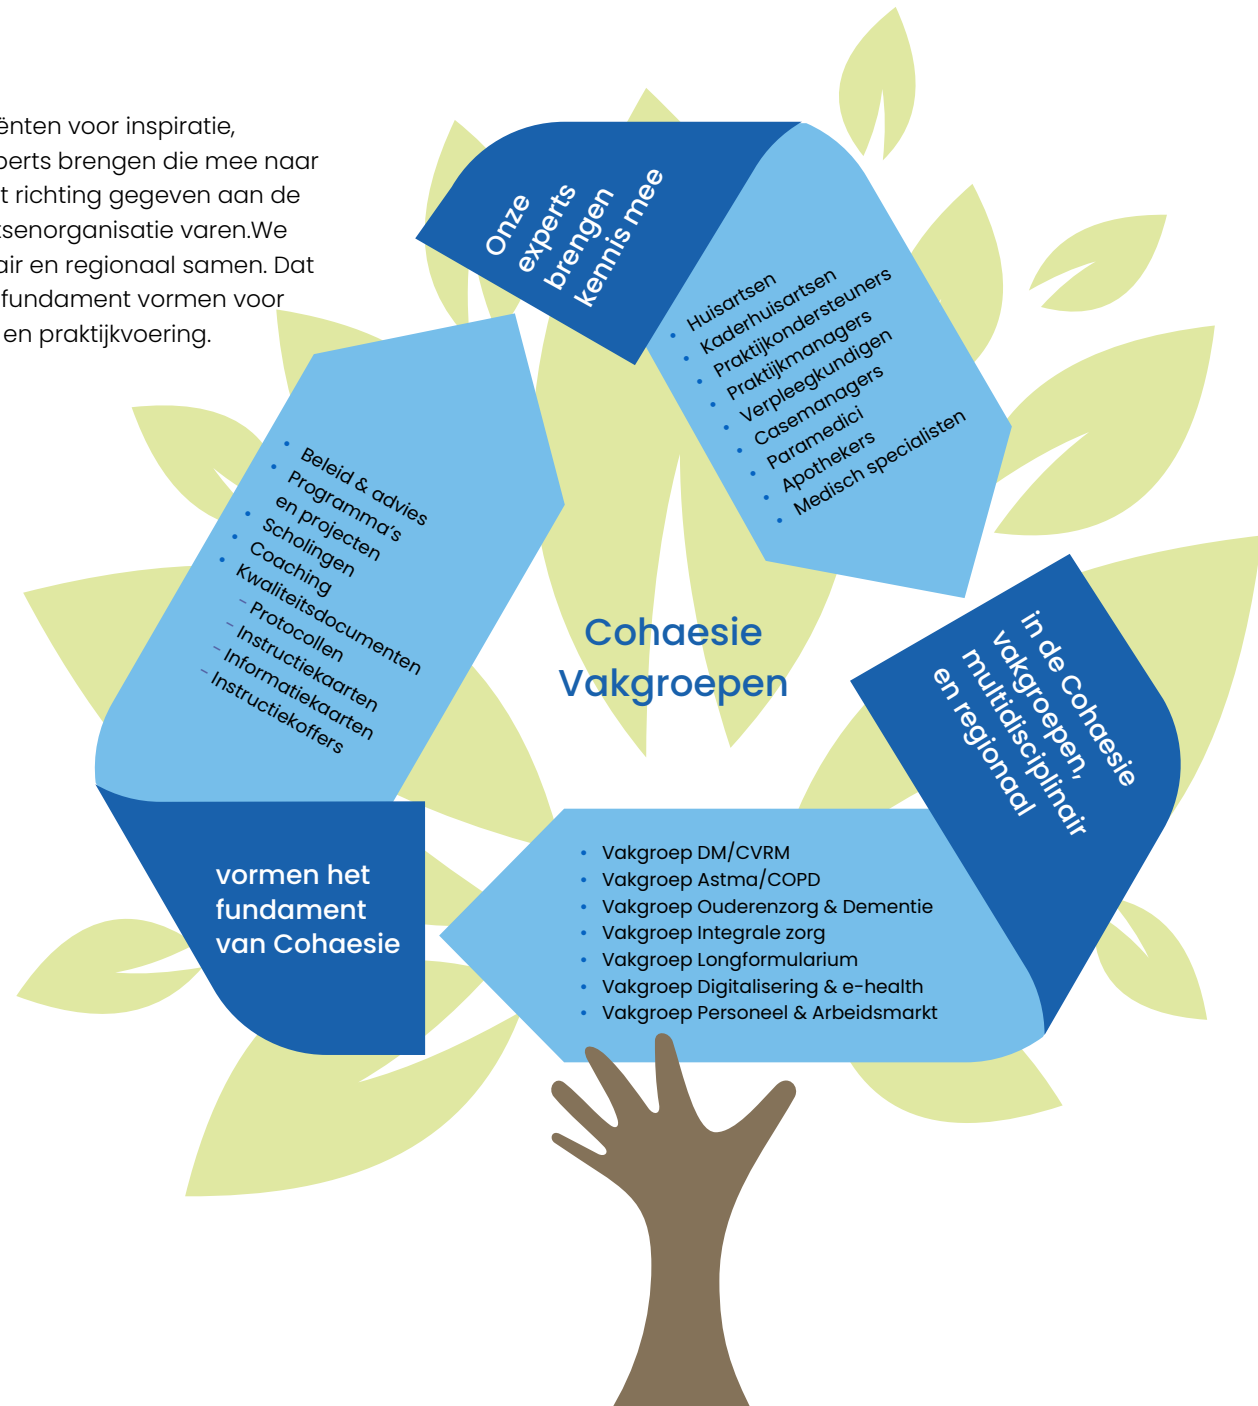 ënten voor inspiratie,
perts brengen die mee naar
t richting gegeven aan de
tsenorganisatie varen.We
air en regionaal samen. Dat
fundament vormen voor
en praktijkvoering.
Onze
experts
brengen
kennis mee
• Huisartsen
• Kaderhuisartsen
• Praktijkondersteuners
• Praktijkmanagers
• Verpleegkundigen
• Casemanagers
• Paramedici
• Apothekers
• Medisch specialisten
in de Cohaesie
vakgroepen,
multidisciplinair
en regionaal
• Vakgroep DM/CVRM
• Vakgroep Astma/COPD
• Vakgroep Ouderenzorg & Dementie
• Vakgroep Integrale zorg
• Vakgroep Longformularium
• Vakgroep Digitalisering & e-health
• Vakgroep Personeel & Arbeidsmarkt
vormen het
fundament
van Cohaesie
• Beleid & advies
• Programma’s
en projecten
• Scholingen
• Coaching
• Kwaliteitsdocumenten
- Protocollen
- Instructiekaarten
- Informatiekaarten
- Instructiekoffers
Cohaesie
Vakgroepen